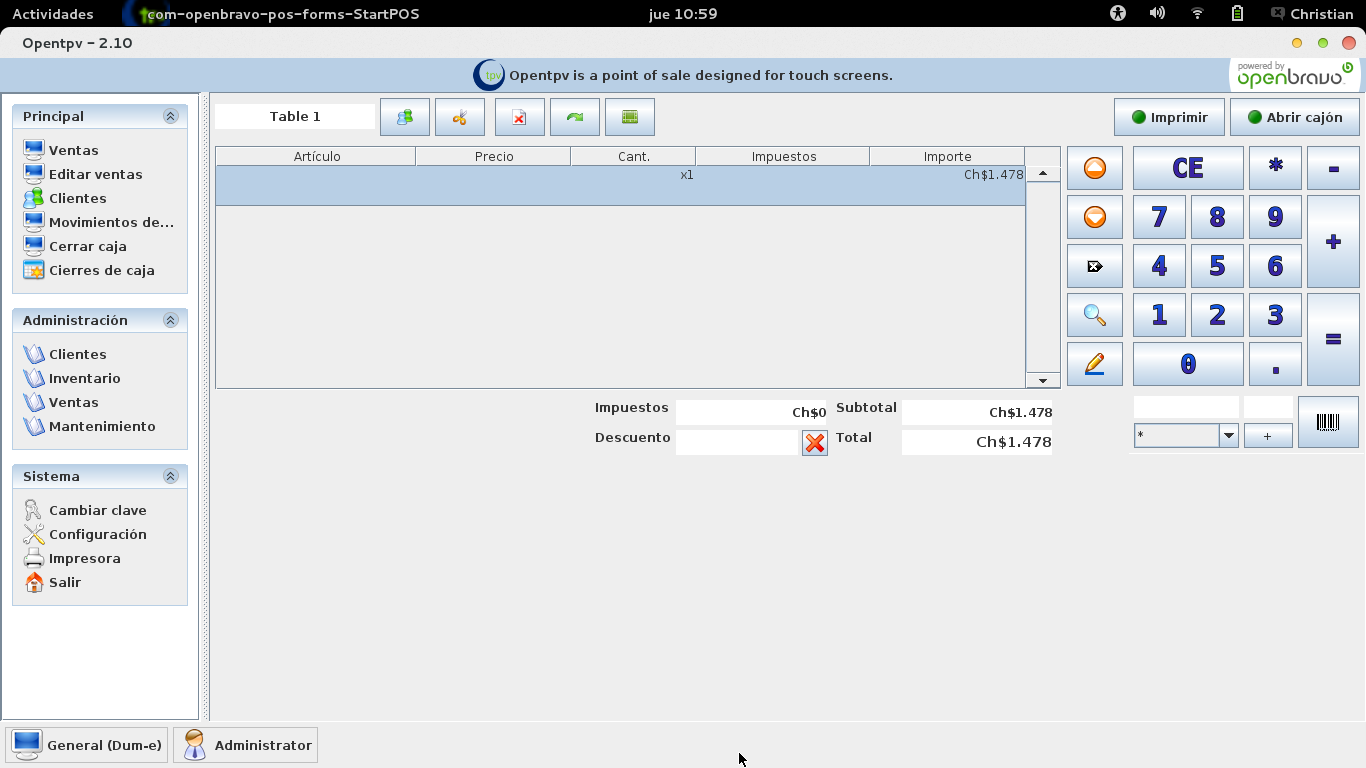 Actividades com-openbravo-pos-forms-StartPOS jue 10:59 Christian
Opentpv – 2.10
tpv Opentpv is a point of sale designed for touch screens.
powered by
openbravo
Principal
Ventas
Editar ventas
Clientes
Movimientos de...
Cerrar caja
Cierres de caja
Administración
Clientes
Inventario
Ventas
Mantenimiento
Sistema
Cambiar clave
Configuración
Impresora
Salir
Table 1
Imprimir Abrir cajón
Artículo Precio Cant. Impuestos Importe
x1 Ch$1.478
CE * -
7 8 9 +
4 5 6
1 2 3 =
0 .
Impuestos Ch$0 Subtotal Ch$1.478
Descuento Total Ch$1.478
* +
General (Dum-e) Administrator